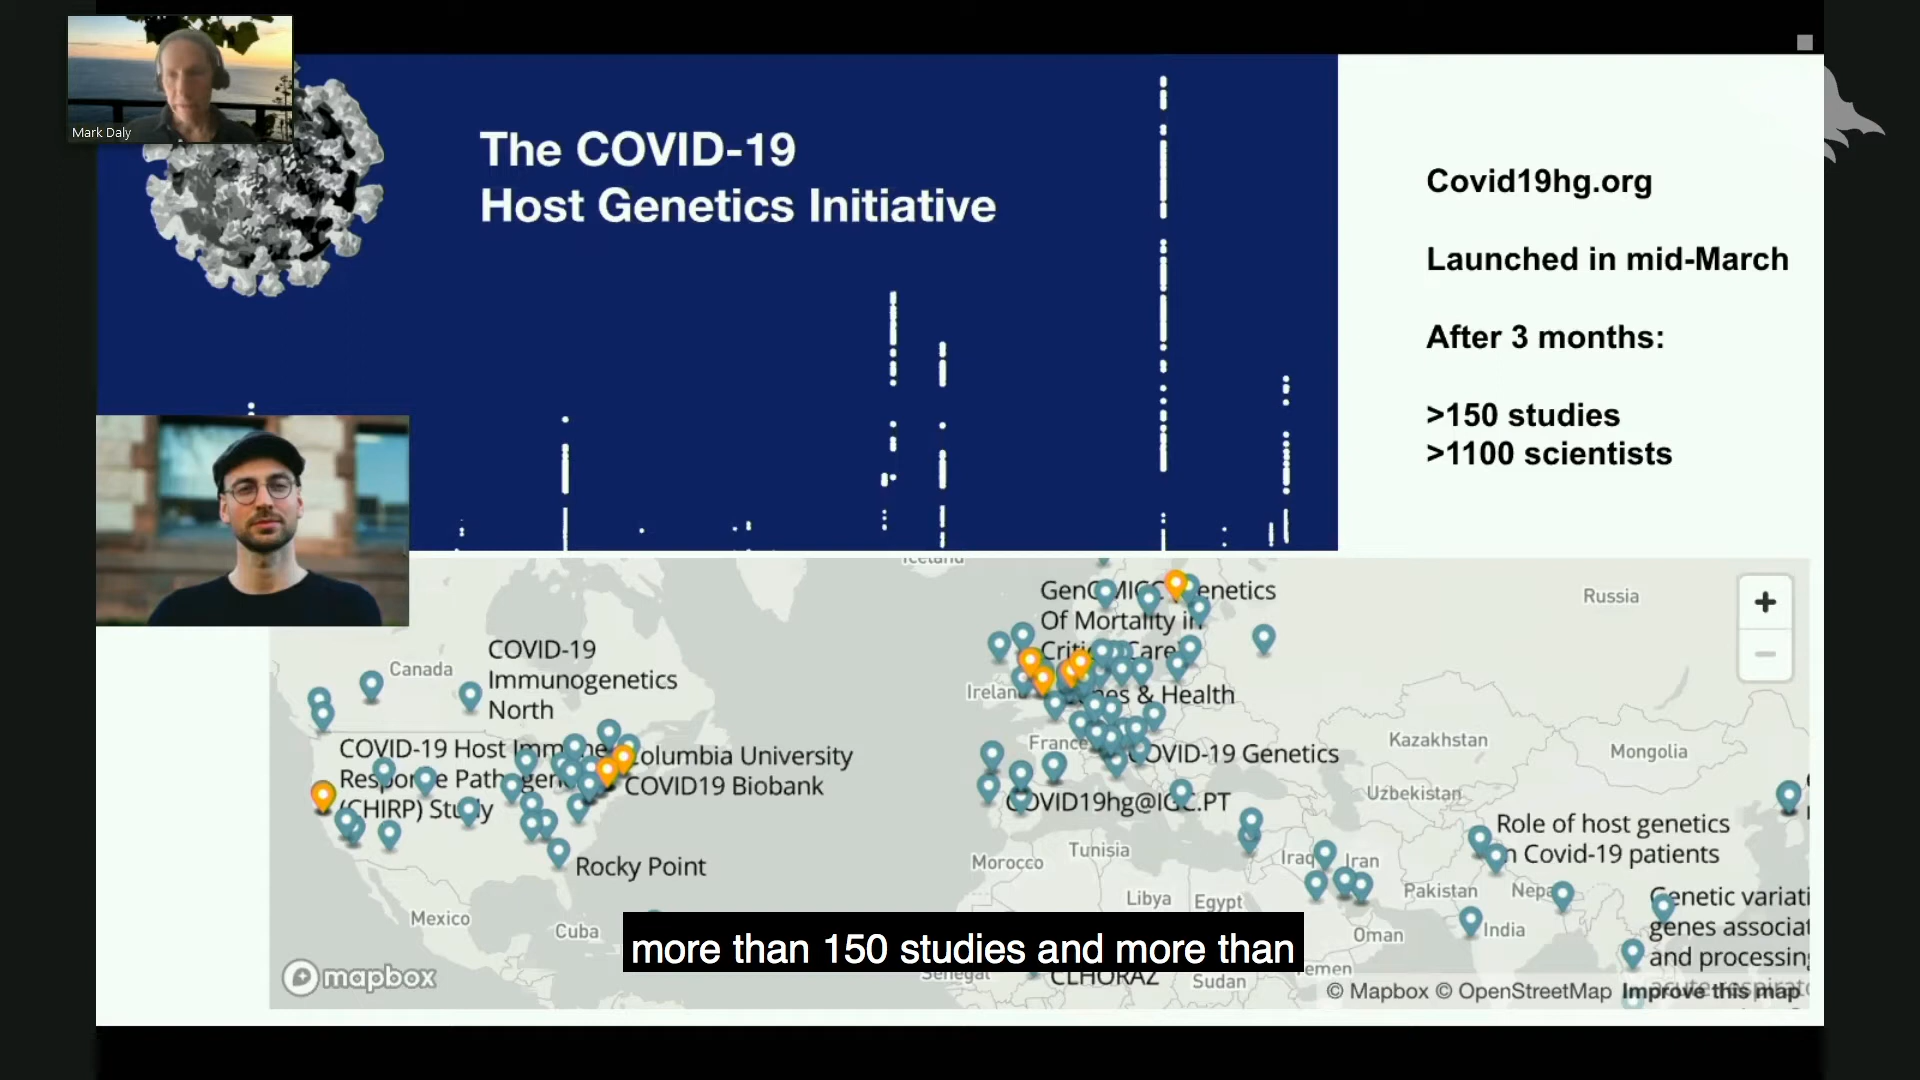 Mark Daly
The COVID-19
Host Genetics Initiative
Covid19hg.org
Launched in mid-March
After 3 months:
>150 studies
>1100 scientists
Iceland
Russia
Canada
COVID-19
Immunogenetics
North
COVID-19 Host
Response
(CHIRP) Study
Columbia University
COVID19 Biobank
Rocky Point
Mexico
Cuba
Genetics
Of Mortality in
Care
Ireland
& Health
France
COVID-19 Genetics
COVID19hg@IGC.PT
Kazakhstan
Mongolia
Uzbekistan
Morocco
Tunisia
Libya
Egypt
Iraq
Iran
Pakistan
Nepal
India
Oman
Yemen
Role of host genetics
in Covid-19 patients
Genetic variati
genes associat
and processing
Senegal
CLHORAZ
Sudan
more than 150 studies and more than
mapbox
© Mapbox © OpenStreetMap Improve this map